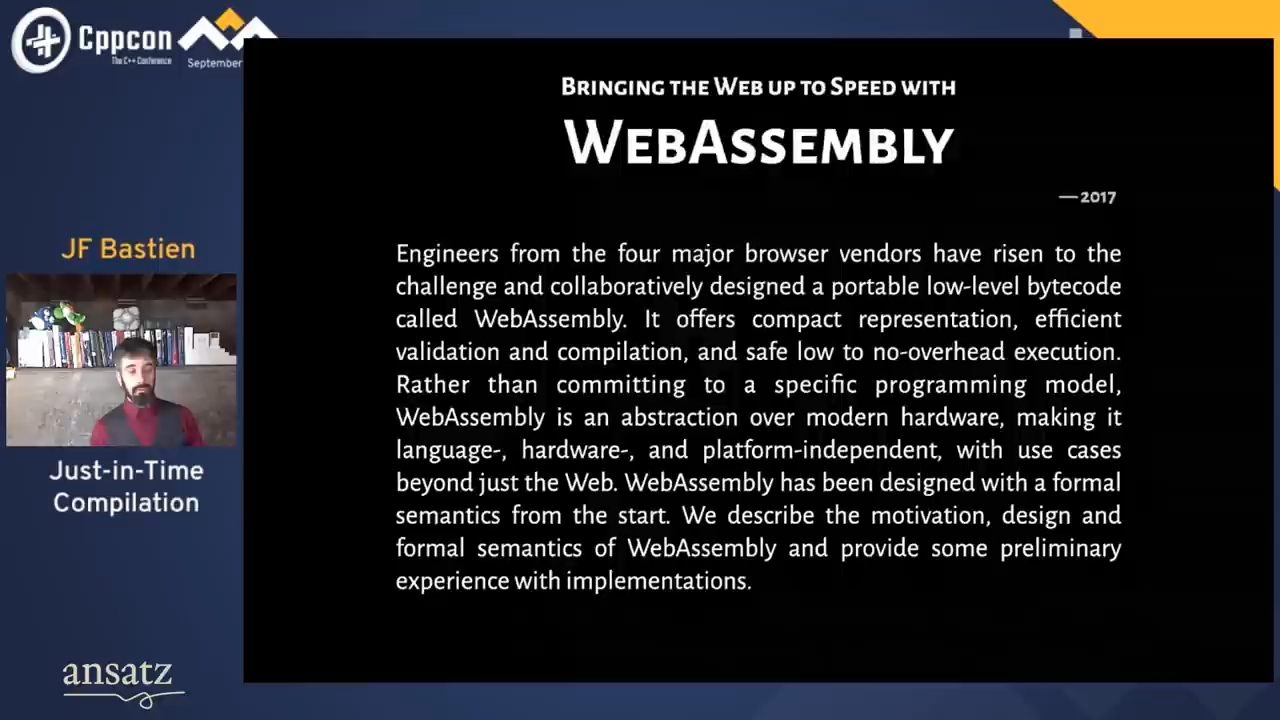 Cppcon
The C++ Conference
September
BRINGING THE WEB UP TO SPEED WITH
WEBASSEMBLY
—2017
JF Bastien
Engineers from the four major browser vendors have risen to the
challenge and collaboratively designed a portable low-level bytecode
called WebAssembly. It offers compact representation, efficient
validation and compilation, and safe low to no-overhead execution.
Rather than committing to a specific programming model,
WebAssembly is an abstraction over modern hardware, making it
language-, hardware-, and platform-independent, with use cases
beyond just the Web. WebAssembly has been designed with a formal
semantics from the start. We describe the motivation, design and
formal semantics of WebAssembly and provide some preliminary
experience with implementations.
Just-in-Time
Compilation
ansatz